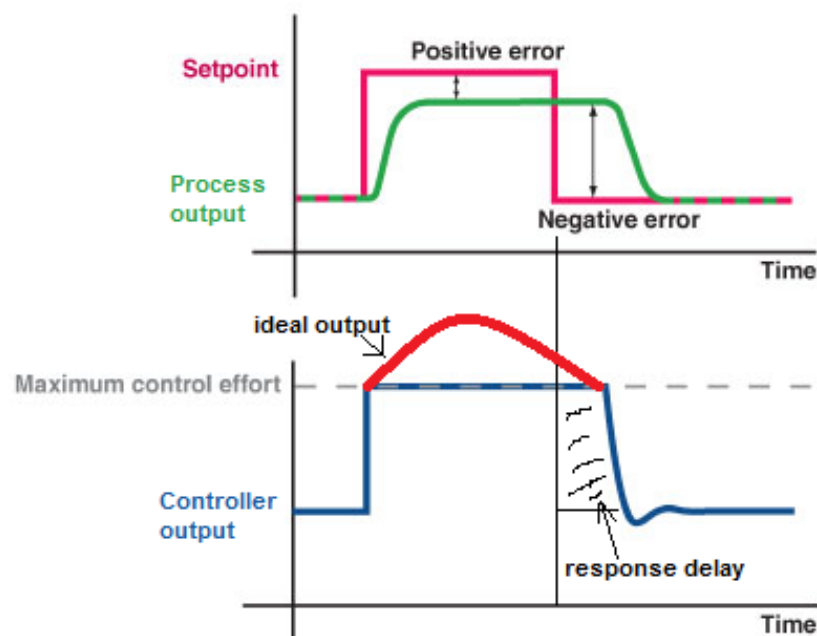 Positive error
Setpoint
Process
output
Negative error
Time
ideal output
Maximum control effort
Controller
output
response delay
Time